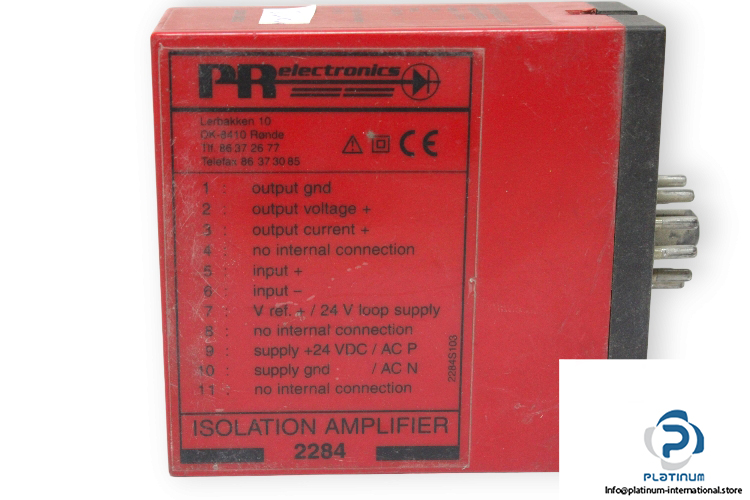 PR electronics
Lerbakken 10
DK-8410 Rønde
Tlf. 86 37 26 77
Telefax 86 37 30 85
CE
1 : output gnd
2 : output voltage +
3 : output current +
4 : no internal connection
5 : input +
6 : input –
7 : V ref. + / 24 V loop supply
8 : no internal connection
9 : supply +24 VDC / AC P
10 : supply gnd / AC N
11 : no internal connection
2284S103
ISOLATION AMPLIFIER
2284
PLATINUM
INTERNATIONAL
Info@platinum-international.store